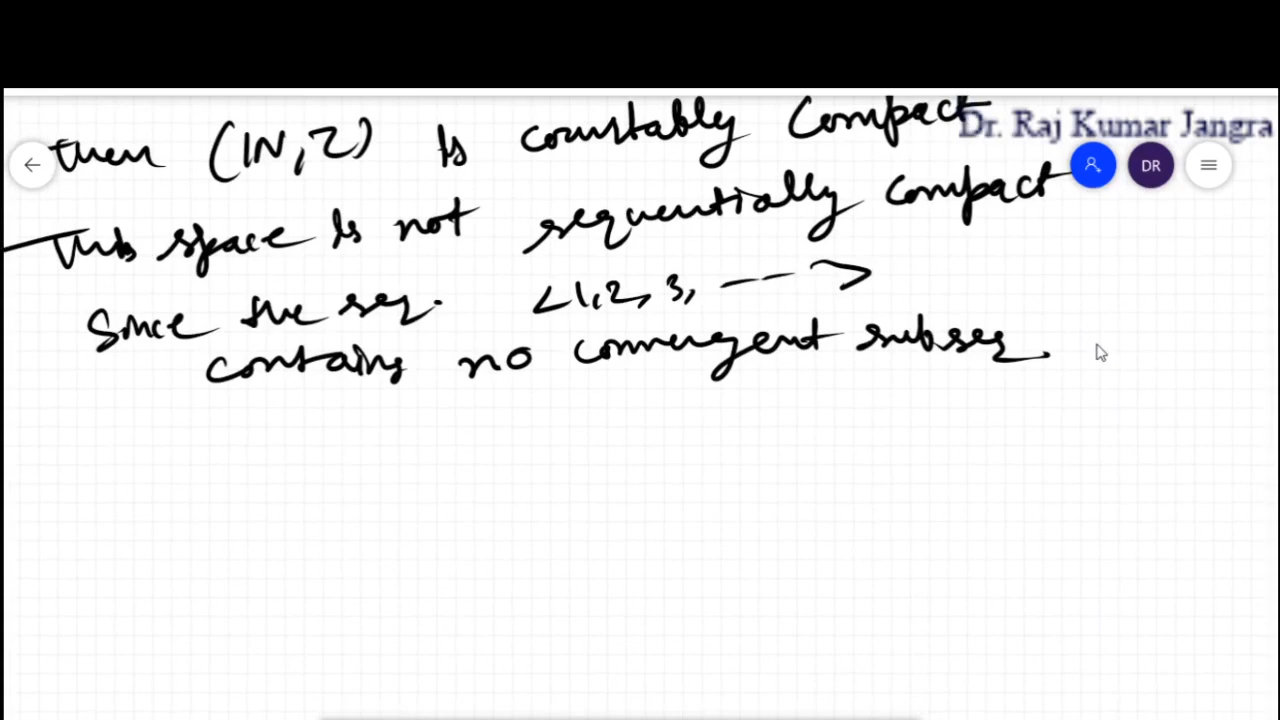 Dr. Raj Kumar Jangra
then (IN, τ) is countably compact
DR
This space is not sequentially compact
Since the seq. <1, 2, 3, ----->
contains no convergent subseq.